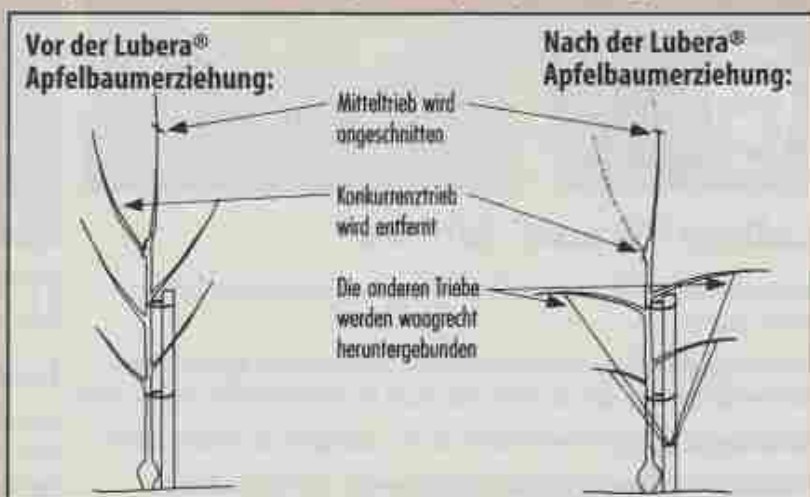 Vor der Lubera®
Apfelbaumerziehung:
Nach der Lubera®
Apfelbaumerziehung:
Mitteltrieb wird
angeschnitten
Konkurrenztrieb
wird entfernt
Die anderen Triebe
werden waagrecht
heruntergebunden